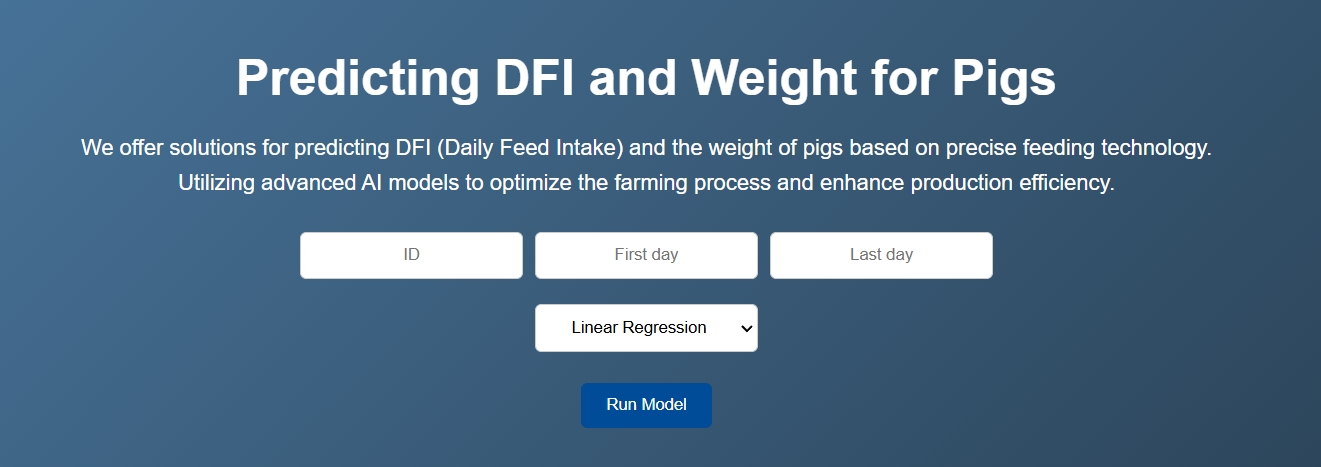 Predicting DFI and Weight for Pigs
We offer solutions for predicting DFI (Daily Feed Intake) and the weight of pigs based on precise feeding technology.
Utilizing advanced AI models to optimize the farming process and enhance production efficiency.
ID
First day
Last day
Linear Regression
Run Model